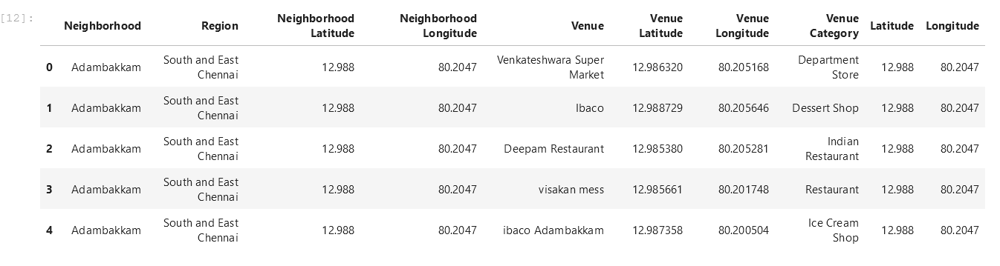 [12]:
Neighborhood Region Neighborhood Latitude Neighborhood Longitude Venue Venue Latitude Venue Longitude Venue Category Latitude Longitude
0 Adambakkam South and East Chennai 12.988 80.2047 Venkateshwara Super Market 12.986320 80.205168 Department Store 12.988 80.2047
1 Adambakkam South and East Chennai 12.988 80.2047 Ibaco 12.988729 80.205646 Dessert Shop 12.988 80.2047
2 Adambakkam South and East Chennai 12.988 80.2047 Deepam Restaurant 12.985380 80.205281 Indian Restaurant 12.988 80.2047
3 Adambakkam South and East Chennai 12.988 80.2047 visakan mess 12.985661 80.201748 Restaurant 12.988 80.2047
4 Adambakkam South and East Chennai 12.988 80.2047 ibaco Adambakkam 12.987358 80.200504 Ice Cream Shop 12.988 80.2047